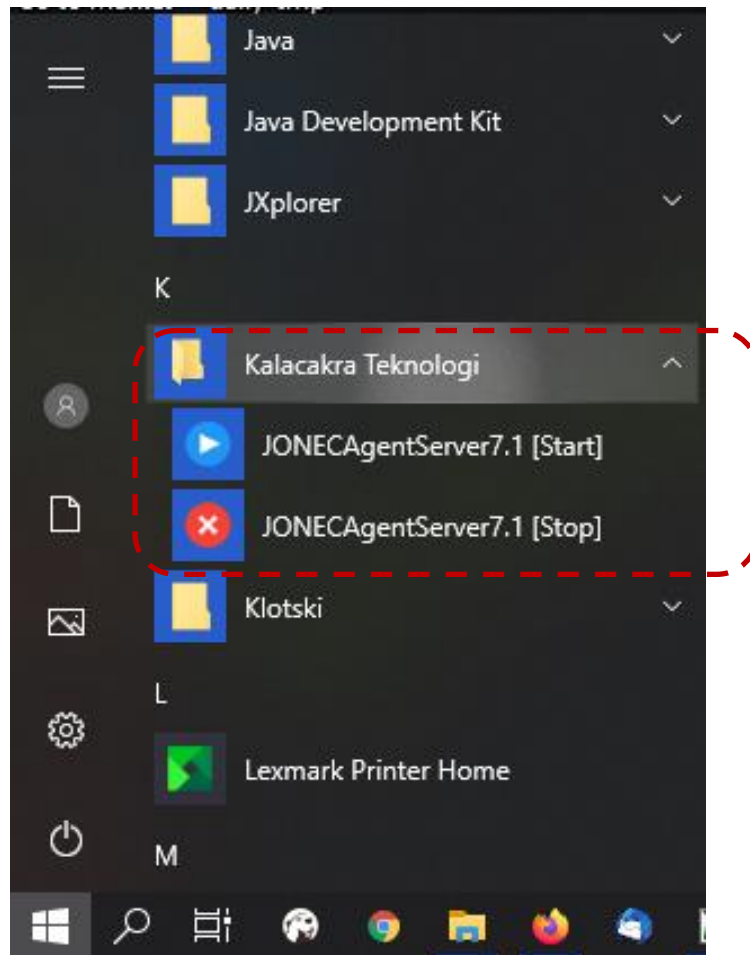 Java
Java Development Kit
JXplorer
K
Kalacakra Teknologi
JONECAgentServer7.1 [Start]
JONECAgentServer7.1 [Stop]
Klotski
L
Lexmark Printer Home
M